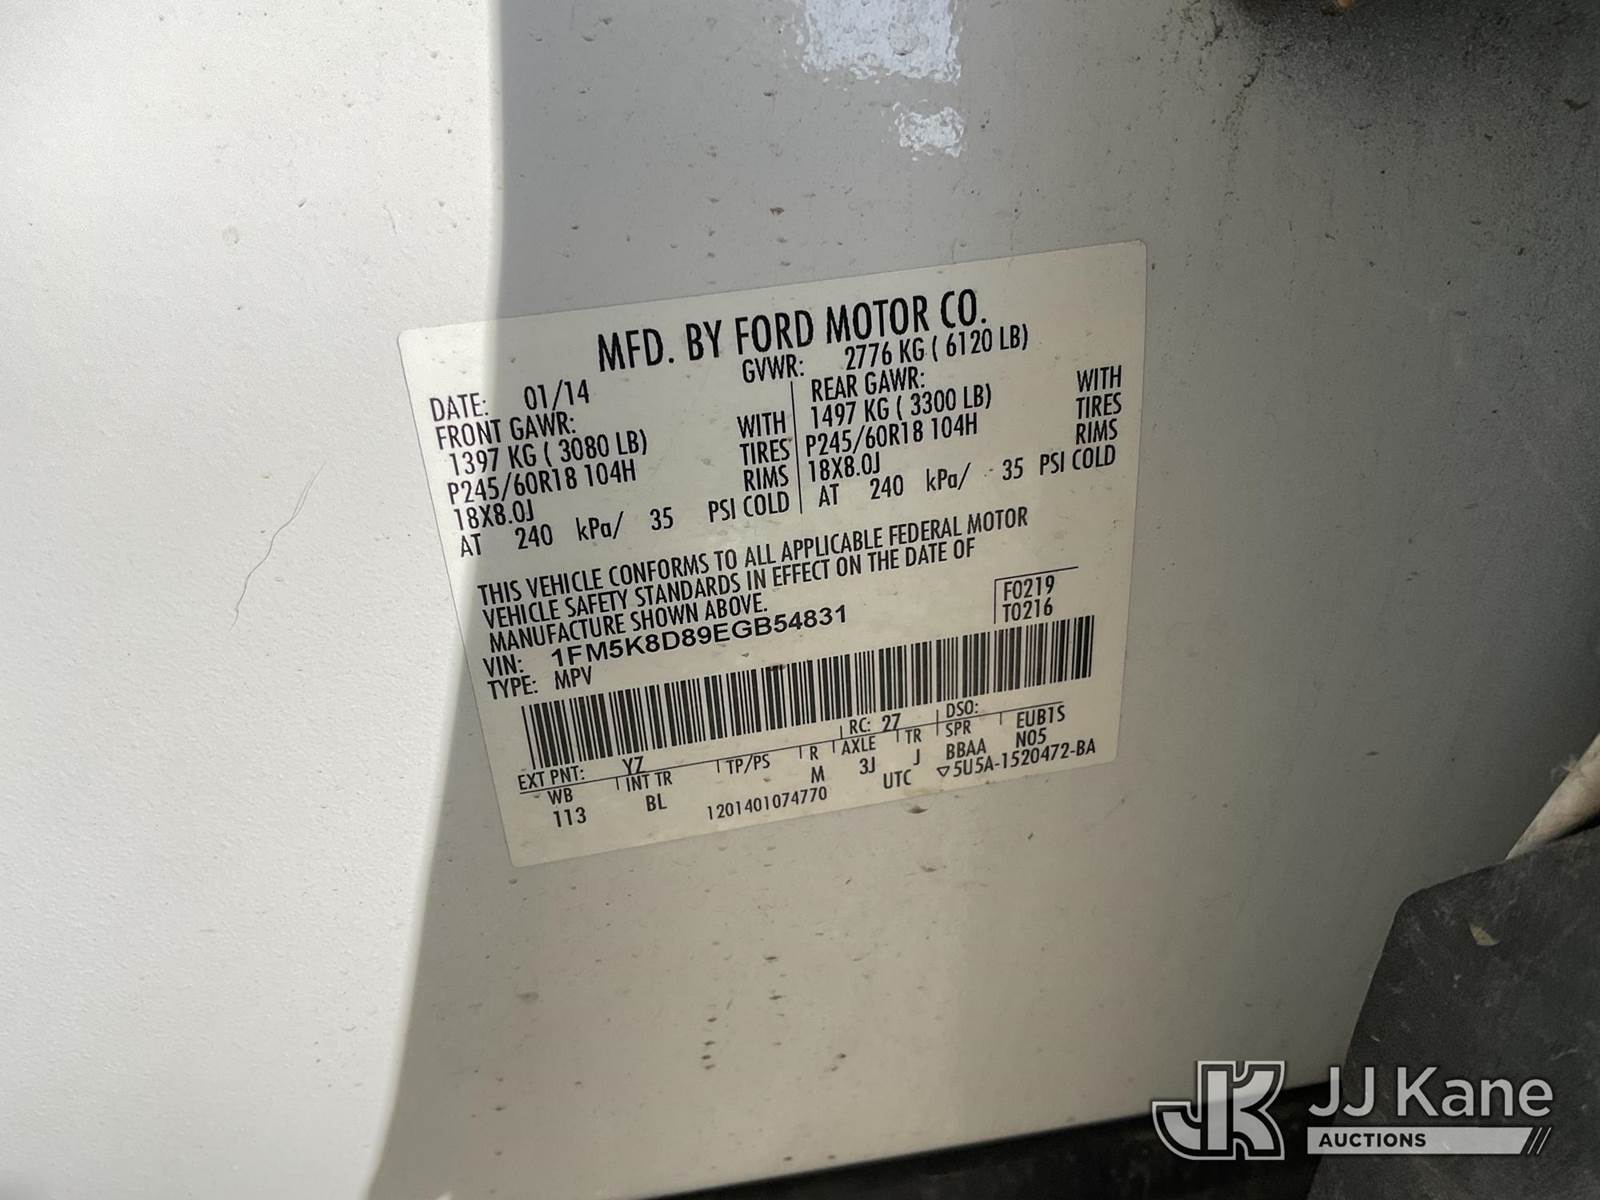 MFD. BY FORD MOTOR CO.
DATE: 01/14 GVWR: 2776 KG ( 6120 LB)
FRONT GAWR: REAR GAWR:
1397 KG ( 3080 LB) WITH 1497 KG ( 3300 LB) WITH
P245/60R18 104H TIRES P245/60R18 104H TIRES
18X8.0J RIMS 18X8.0J RIMS
AT 240 kPa/ 35 PSI COLD AT 240 kPa/ 35 PSI COLD
THIS VEHICLE CONFORMS TO ALL APPLICABLE FEDERAL MOTOR
VEHICLE SAFETY STANDARDS IN EFFECT ON THE DATE OF
MANUFACTURE SHOWN ABOVE.
F0219
T0216
VIN: 1FM5K8D89EGB54831
TYPE: MPV
EXT PNT: YZ RC: 27 DSO:
WB INT TR TP/PS R AXLE TR SPR EUB1S
113 BL M 3J J BBAA N05
1201401074770 UTC ▽5U5A-1520472-BA
JK JJ Kane
AUCTIONS